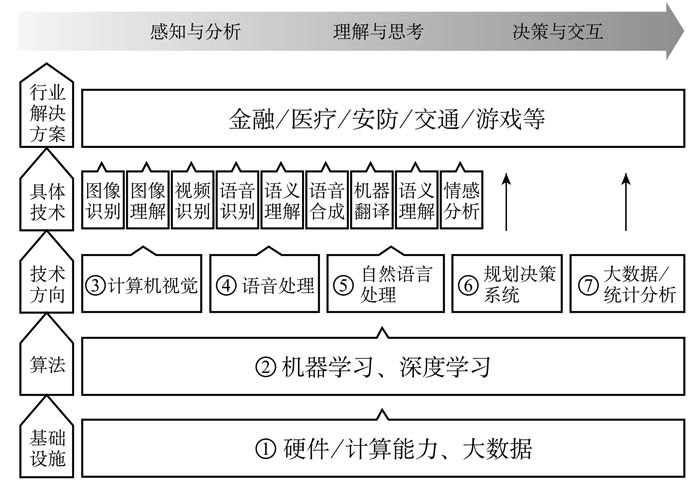 感知与分析 理解与思考 决策与交互
行业
解决
方案
金融/医疗/安防/交通/游戏等
具体
技术
图像
识别
图像
理解
视频
识别
语音
识别
语义
理解
语音
合成
机器
翻译
语义
理解
情感
分析
技术
方向
③计算机视觉
④语音处理
⑤自然语言
处理
⑥规划决策
系统
⑦大数据/
统计分析
算法
②机器学习、深度学习
基础
设施
①硬件/计算能力、大数据